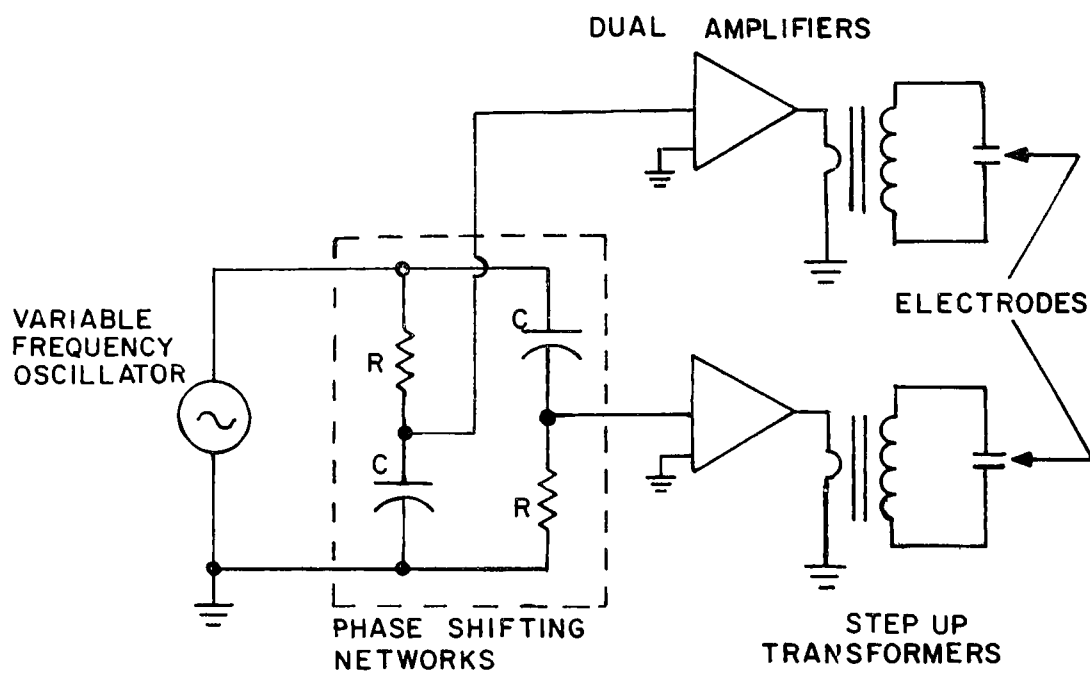 DUAL AMPLIFIERS
ELECTRODES
VARIABLE
FREQUENCY
OSCILLATOR
R
C
C
R
PHASE SHIFTING
NETWORKS
STEP UP
TRANSFORMERS